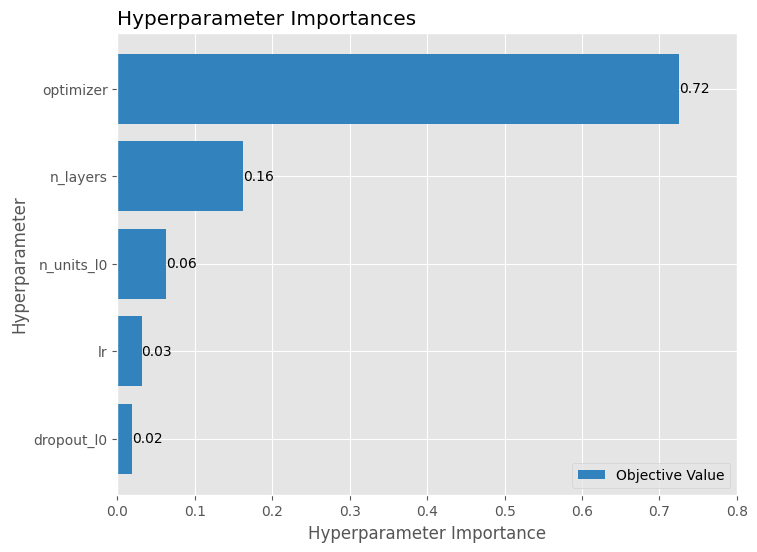 Hyperparameter Importances
Hyperparameter
optimizer
0.72
n_layers
0.16
n_units_l0
0.06
lr
0.03
dropout_l0
0.02
Objective Value
0.0 0.1 0.2 0.3 0.4 0.5 0.6 0.7 0.8
Hyperparameter Importance